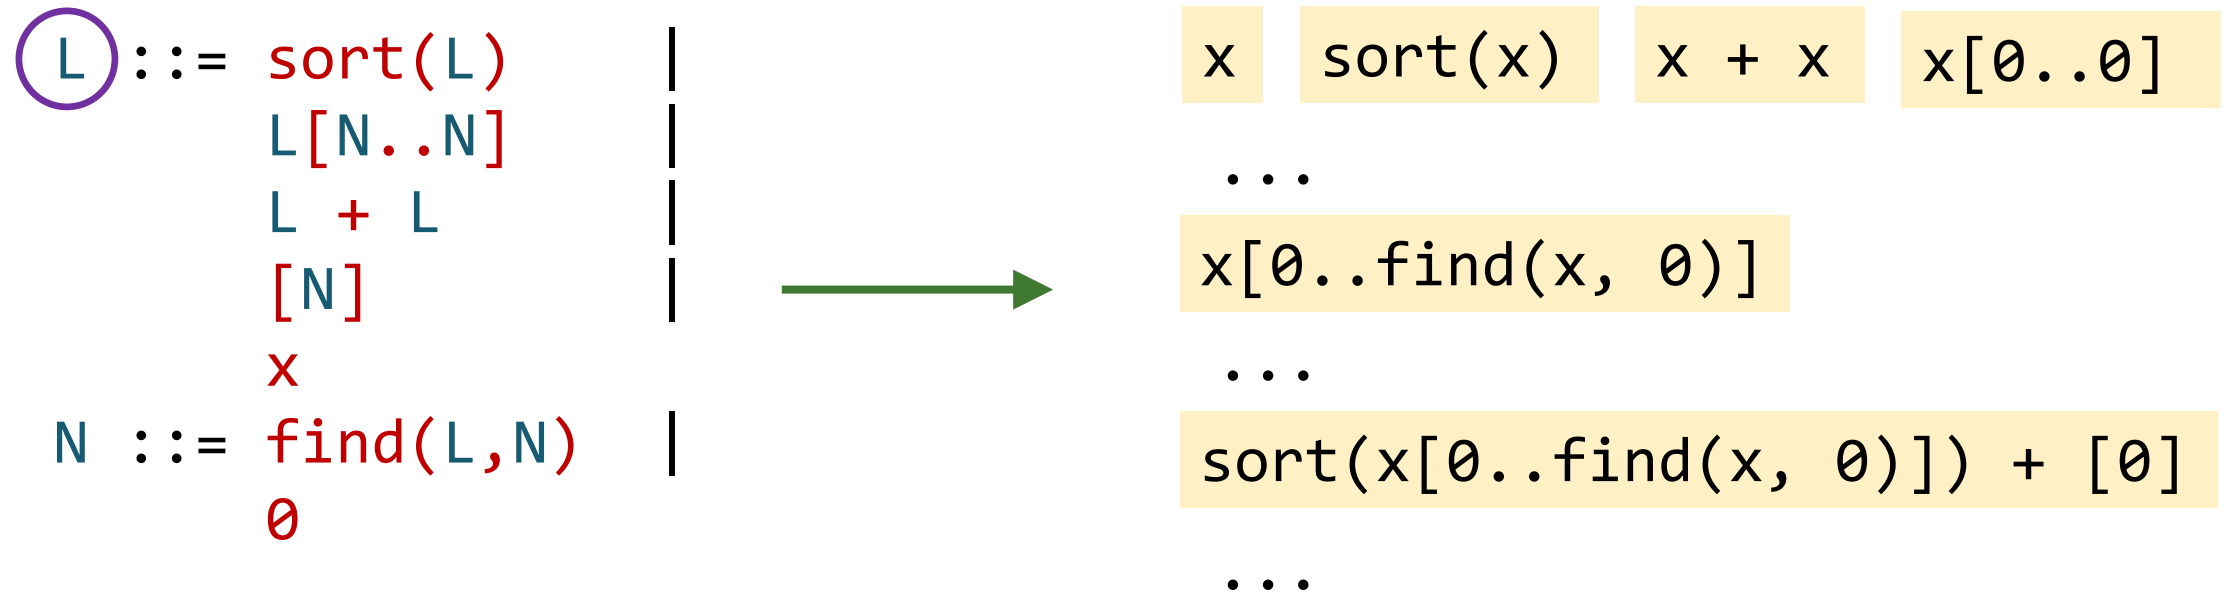 L ::= sort(L) | x sort(x) x + x x[0..0]
L[N..N] |
...
L + L |
x[0..find(x, 0)]
[N] |
x
...
N ::= find(L,N) | sort(x[0..find(x, 0)]) + [0]
0
...